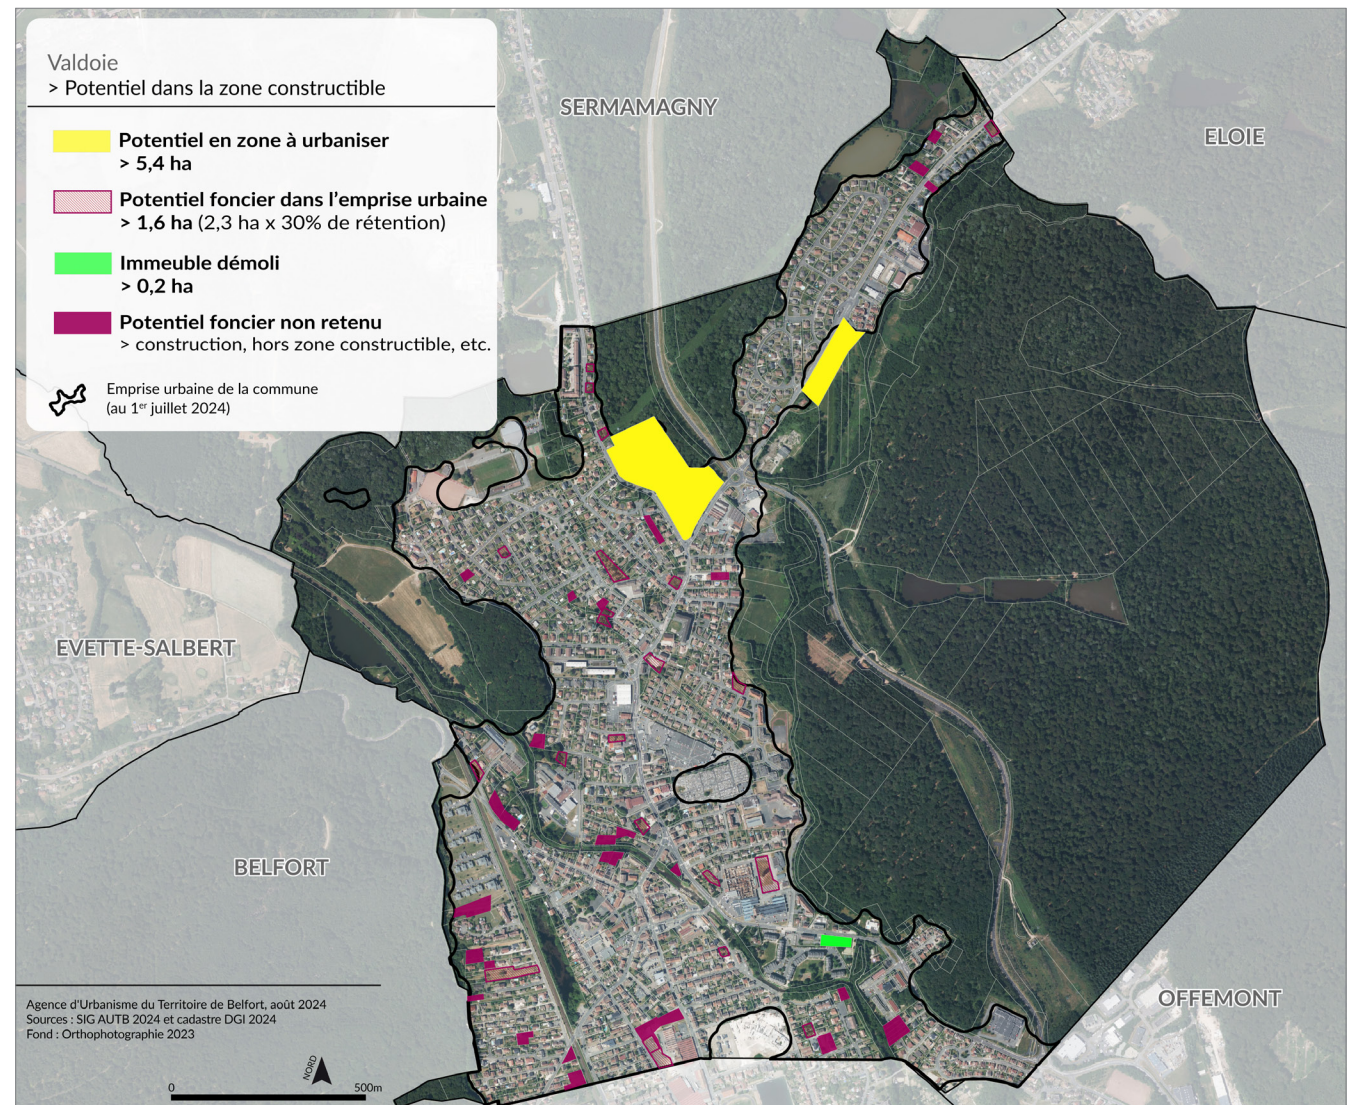 Valdoie
> Potentiel dans la zone constructible
Potentiel en zone à urbaniser
> 5,4 ha
Potentiel foncier dans l'emprise urbaine
> 1,6 ha (2,3 ha x 30% de rétention)
Immeuble démoli
> 0,2 ha
Potentiel foncier non retenu
> construction, hors zone constructible, etc.
Emprise urbaine de la commune
(au 1er juillet 2024)
SERMAMAGNY
ELOIE
EVETTE-SALBERT
BELFORT
OFFEMONT
Agence d'Urbanisme du Territoire de Belfort, août 2024
Sources : SIG AUTB 2024 et cadastre DGI 2024
Fond : Orthophotographie 2023
NORD
0 500m